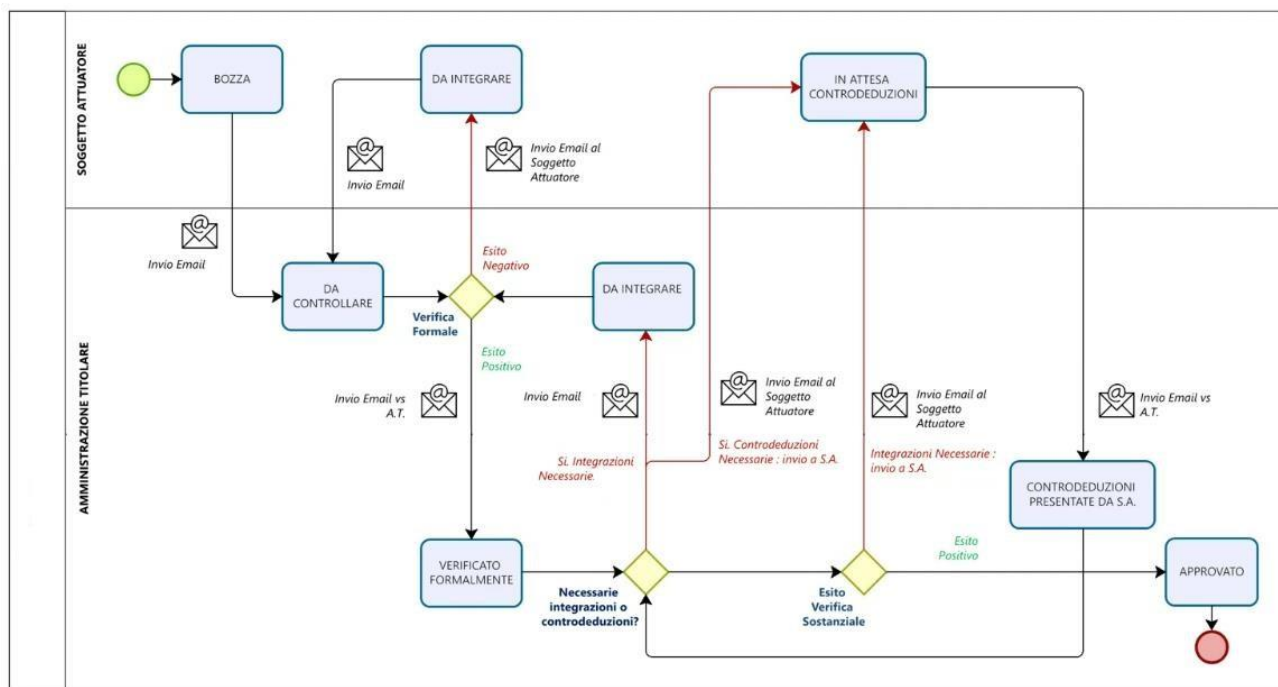 SOGGETTO ATTUATORE
BOZZA
DA INTEGRARE
IN ATTESA
CONTRODEDUZIONI
Invio Email
Invio Email al
Soggetto
Attuatore
Invio Email
AMMINISTRAZIONE TITOLARE
DA
CONTROLLARE
Esito
Negativo
Verifica
Formale
DA INTEGRARE
Esito
Positivo
Invio Email vs
A.T.
Invio Email
Invio Email al
Soggetto
Attuatore
Invio Email al
Soggetto
Attuatore
Invio Email vs
A.T.
Si. Integrazioni
Necessarie.
Si. Controdeduzioni
Necessarie : invio a S.A.
Integrazioni Necessarie :
invio a S.A.
CONTRODEDUZIONI
PRESENTATE DA S.A.
VERIFICATO
FORMALMENTE
Necessarie
integrazioni o
controdeduzioni?
Esito
Verifica
Sostanziale
Esito
Positivo
APPROVATO